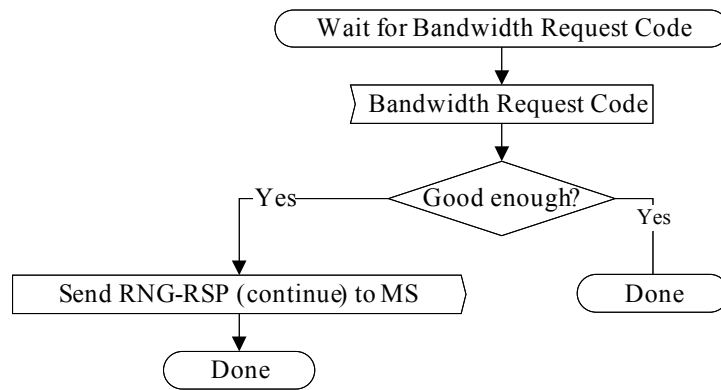 Wait for Bandwidth Request Code
Bandwidth Request Code
Good enough?
Yes
Yes
Send RNG-RSP (continue) to MS
Done
Done